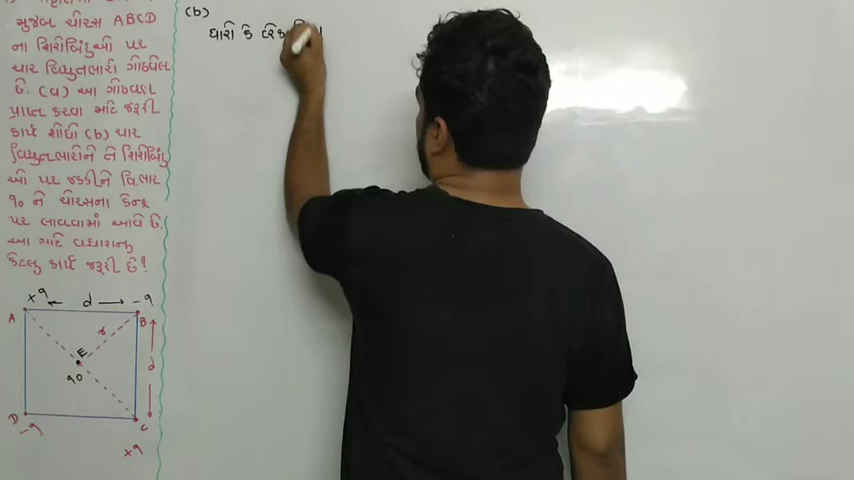 મુજબ ચોરસ ABCD
ના શિરોબિંદુઓ પર
ચાર વિદ્યુતભારો ગોઠવેલ
છે. (a) આ ગોઠવણ
પ્રાપ્ત કરવા માટે જરૂરી
કાર્ય શોધો (b) ચાર
વિદ્યુતભારોને તે શિરોબિંદુ
ઓ પર જકડીને વિ.ભાર
q0 ને ચોરસના કેન્દ્ર
પર લાવવામાં આવે છે.
આ માટે વધારાનુ
કેટલુ કાર્ય જરૂરી છે?
+q d -q
A B
r
E
q0
d
D C
-q
+q
(b)
ધારો કે